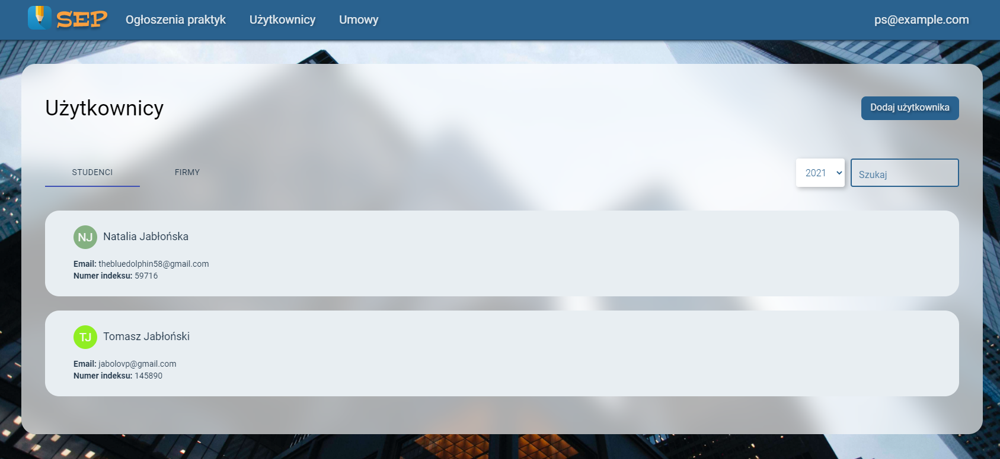 SEP Ogłoszenia praktyk Użytkownicy Umowy ps@example.com
Użytkownicy
Dodaj użytkownika
STUDENCI FIRMY 2021 Szukaj
NJ Natalia Jabłońska
Email: thebluedolphin58@gmail.com
Numer indeksu: 59716
TJ Tomasz Jabłoński
Email: jabolovp@gmail.com
Numer indeksu: 145890